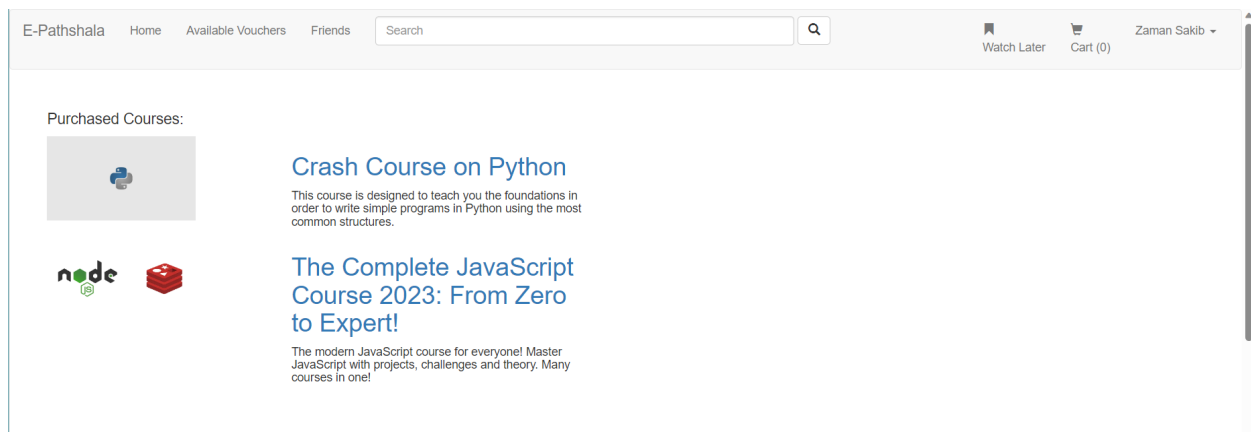 E-Pathshala Home Available Vouchers Friends Search Watch Later Cart (0) Zaman Sakib
Purchased Courses:
Crash Course on Python
This course is designed to teach you the foundations in
order to write simple programs in Python using the most
common structures.
node
JS
The Complete JavaScript
Course 2023: From Zero
to Expert!
The modern JavaScript course for everyone! Master
JavaScript with projects, challenges and theory. Many
courses in one!